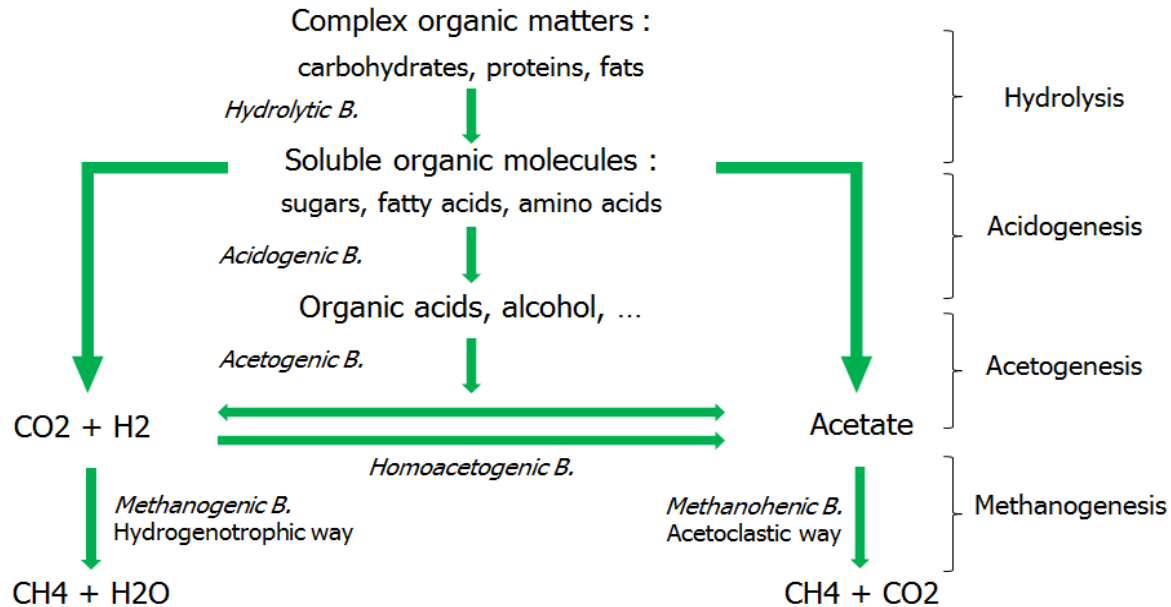 Complex organic matters :
carbohydrates, proteins, fats
Hydrolytic B.
Hydrolysis
Soluble organic molecules :
sugars, fatty acids, amino acids
Acidogenesis
Acidogenic B.
Organic acids, alcohol, ...
Acetogenic B.
Acetogenesis
CO2 + H2
Acetate
Homoacetogenic B.
Methanogenic B.
Hydrogenotrophic way
Methanohenic B.
Acetoclastic way
Methanogenesis
CH4 + H2O
CH4 + CO2